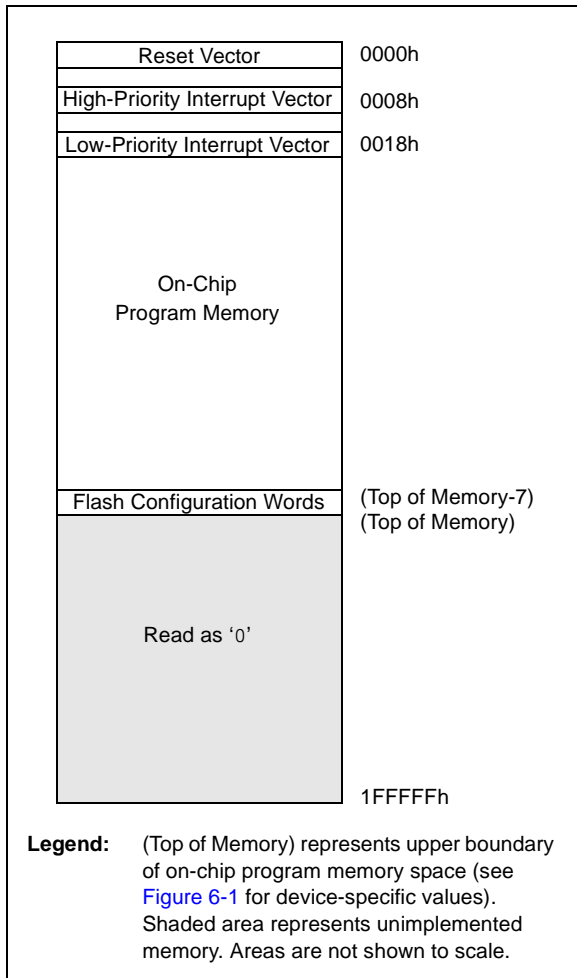 Reset Vector 0000h
High-Priority Interrupt Vector 0008h
Low-Priority Interrupt Vector 0018h
On-Chip
Program Memory
Flash Configuration Words (Top of Memory-7)
(Top of Memory)
Read as ‘0’
1FFFFFh
Legend: (Top of Memory) represents upper boundary
of on-chip program memory space (see
Figure 6-1 for device-specific values).
Shaded area represents unimplemented
memory. Areas are not shown to scale.